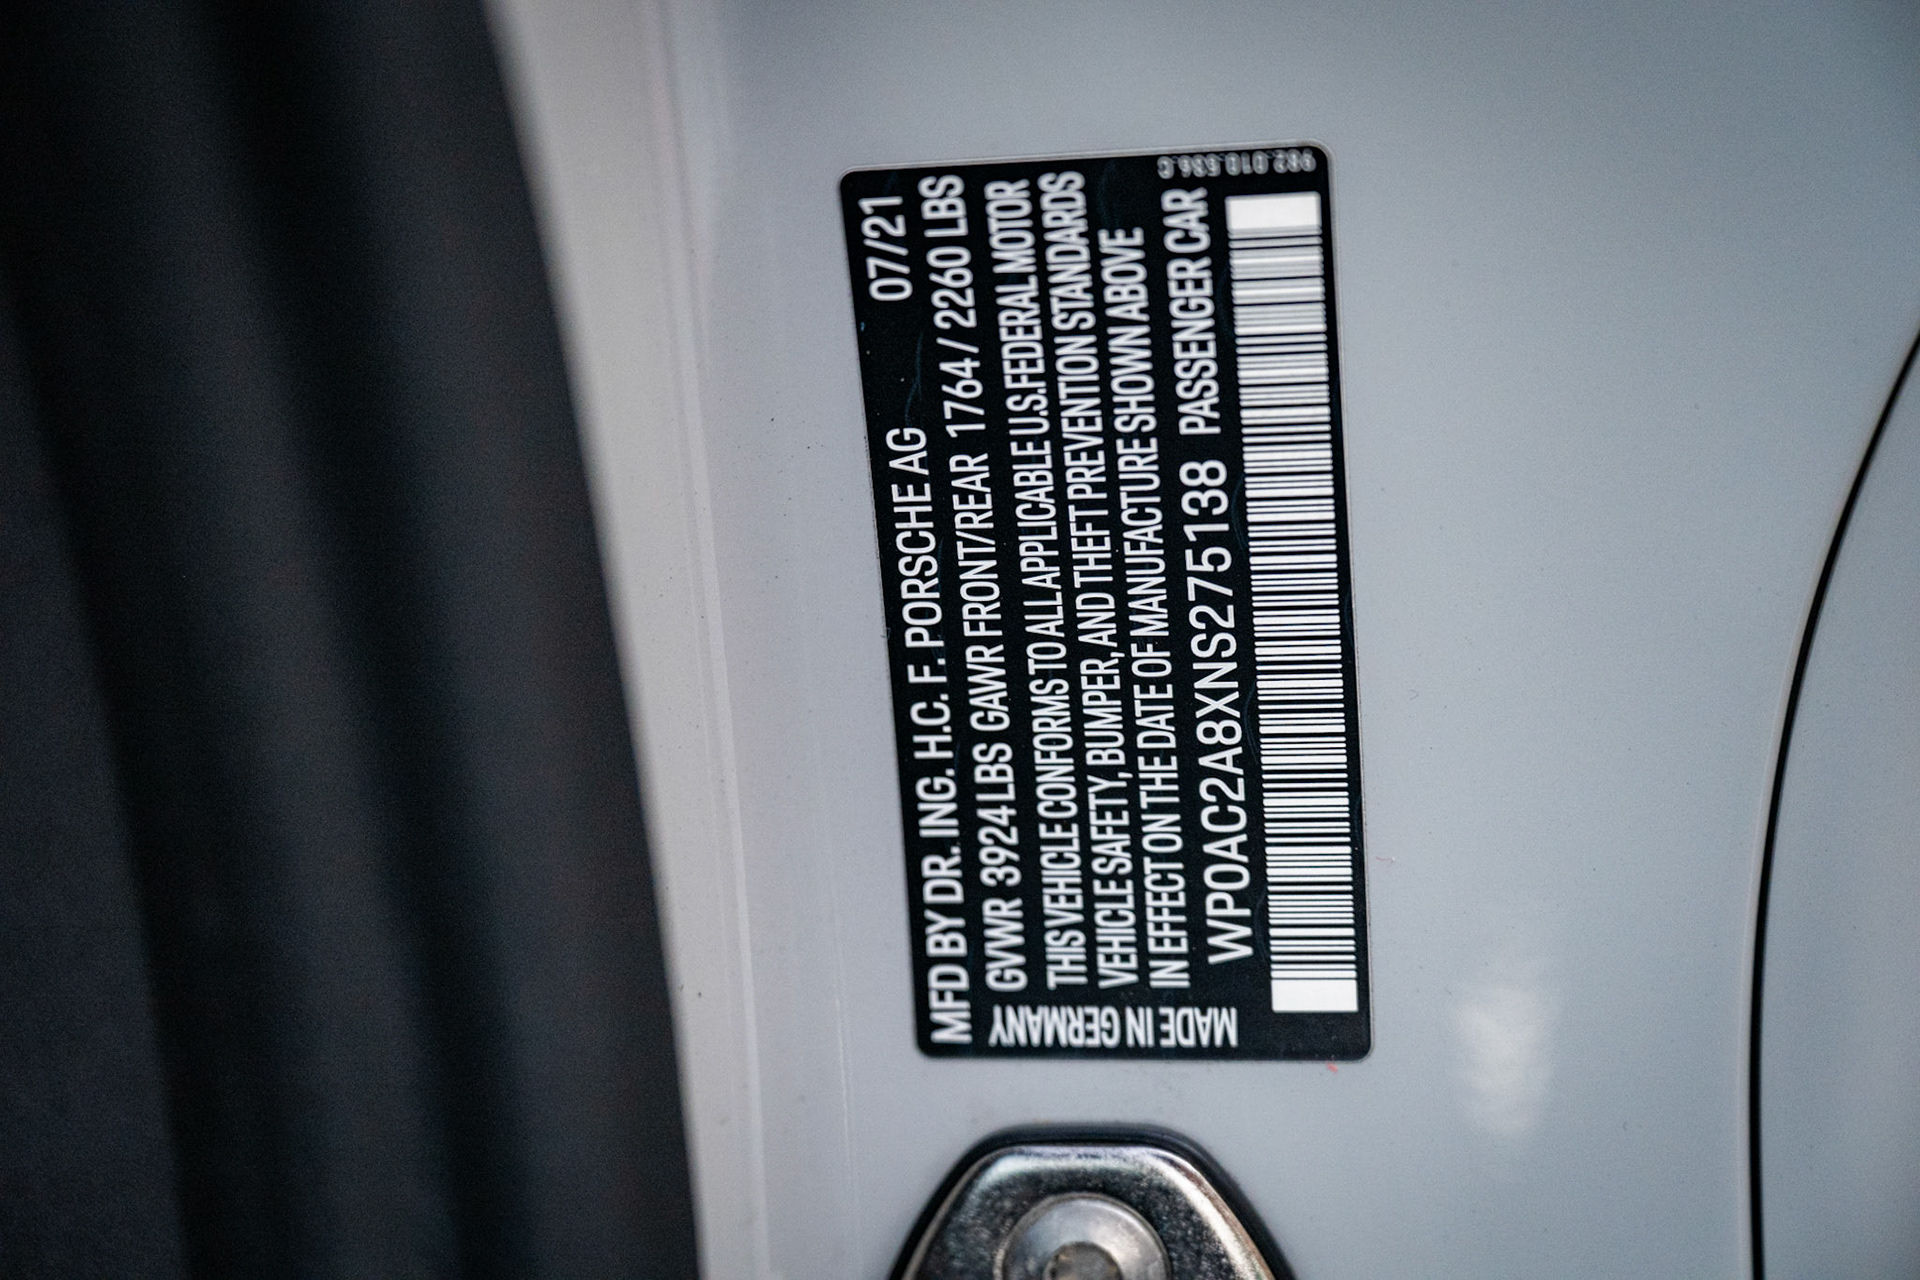 MFD BY DR. ING. H.C. F. PORSCHE AG 07/21
GVWR 3924 LBS GAWR FRONT/REAR 1764 / 2260 LBS
THIS VEHICLE CONFORMS TO ALL APPLICABLE U.S. FEDERAL MOTOR
VEHICLE SAFETY, BUMPER, AND THEFT PREVENTION STANDARDS
IN EFFECT ON THE DATE OF MANUFACTURE SHOWN ABOVE
WP0AC2A8XNS275138 PASSENGER CAR
MADE IN GERMANY
982.010.636.C